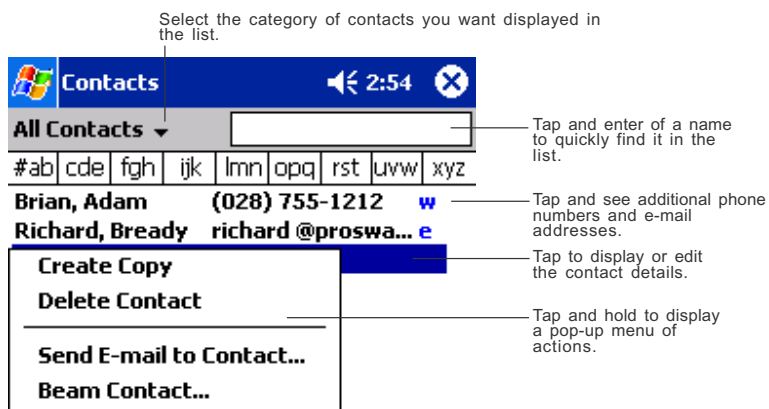 Select the category of contacts you want displayed in
the list.
Contacts 2:54
All Contacts
Tap and enter of a name
to quickly find it in the
list.
#ab cde fgh ijk lmn opq rst uvw xyz
Brian, Adam (028) 755-1212 w
Tap and see additional phone
numbers and e-mail
addresses.
Richard, Bready richard @proswa... e
Tap to display or edit
the contact details.
Create Copy
Delete Contact
Tap and hold to display
a pop-up menu of
actions.
Send E-mail to Contact...
Beam Contact...